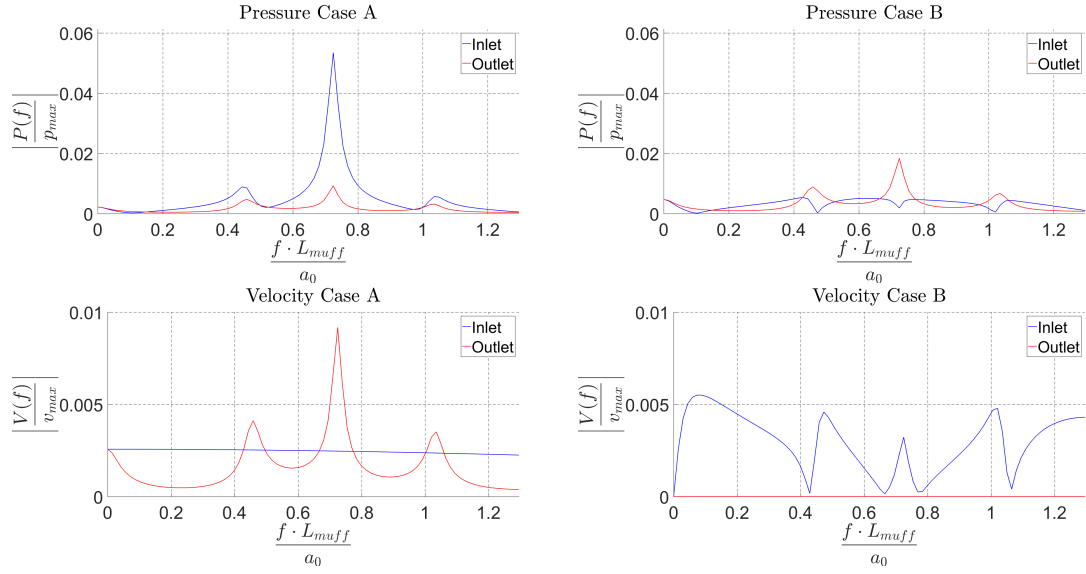 Pressure Case A
0.06
0.04
0.02
0
0 0.2 0.4 0.6 0.8 1 1.2
|P(f)/p_max|
f · L_muff / a_0
Inlet
Outlet
Pressure Case B
0.06
0.04
0.02
0
0 0.2 0.4 0.6 0.8 1 1.2
|P(f)/p_max|
f · L_muff / a_0
Inlet
Outlet
Velocity Case A
0.01
0.005
0
0 0.2 0.4 0.6 0.8 1 1.2
|V(f)/v_max|
f · L_muff / a_0
Inlet
Outlet
Velocity Case B
0.01
0.005
0
0 0.2 0.4 0.6 0.8 1 1.2
|V(f)/v_max|
f · L_muff / a_0
Inlet
Outlet